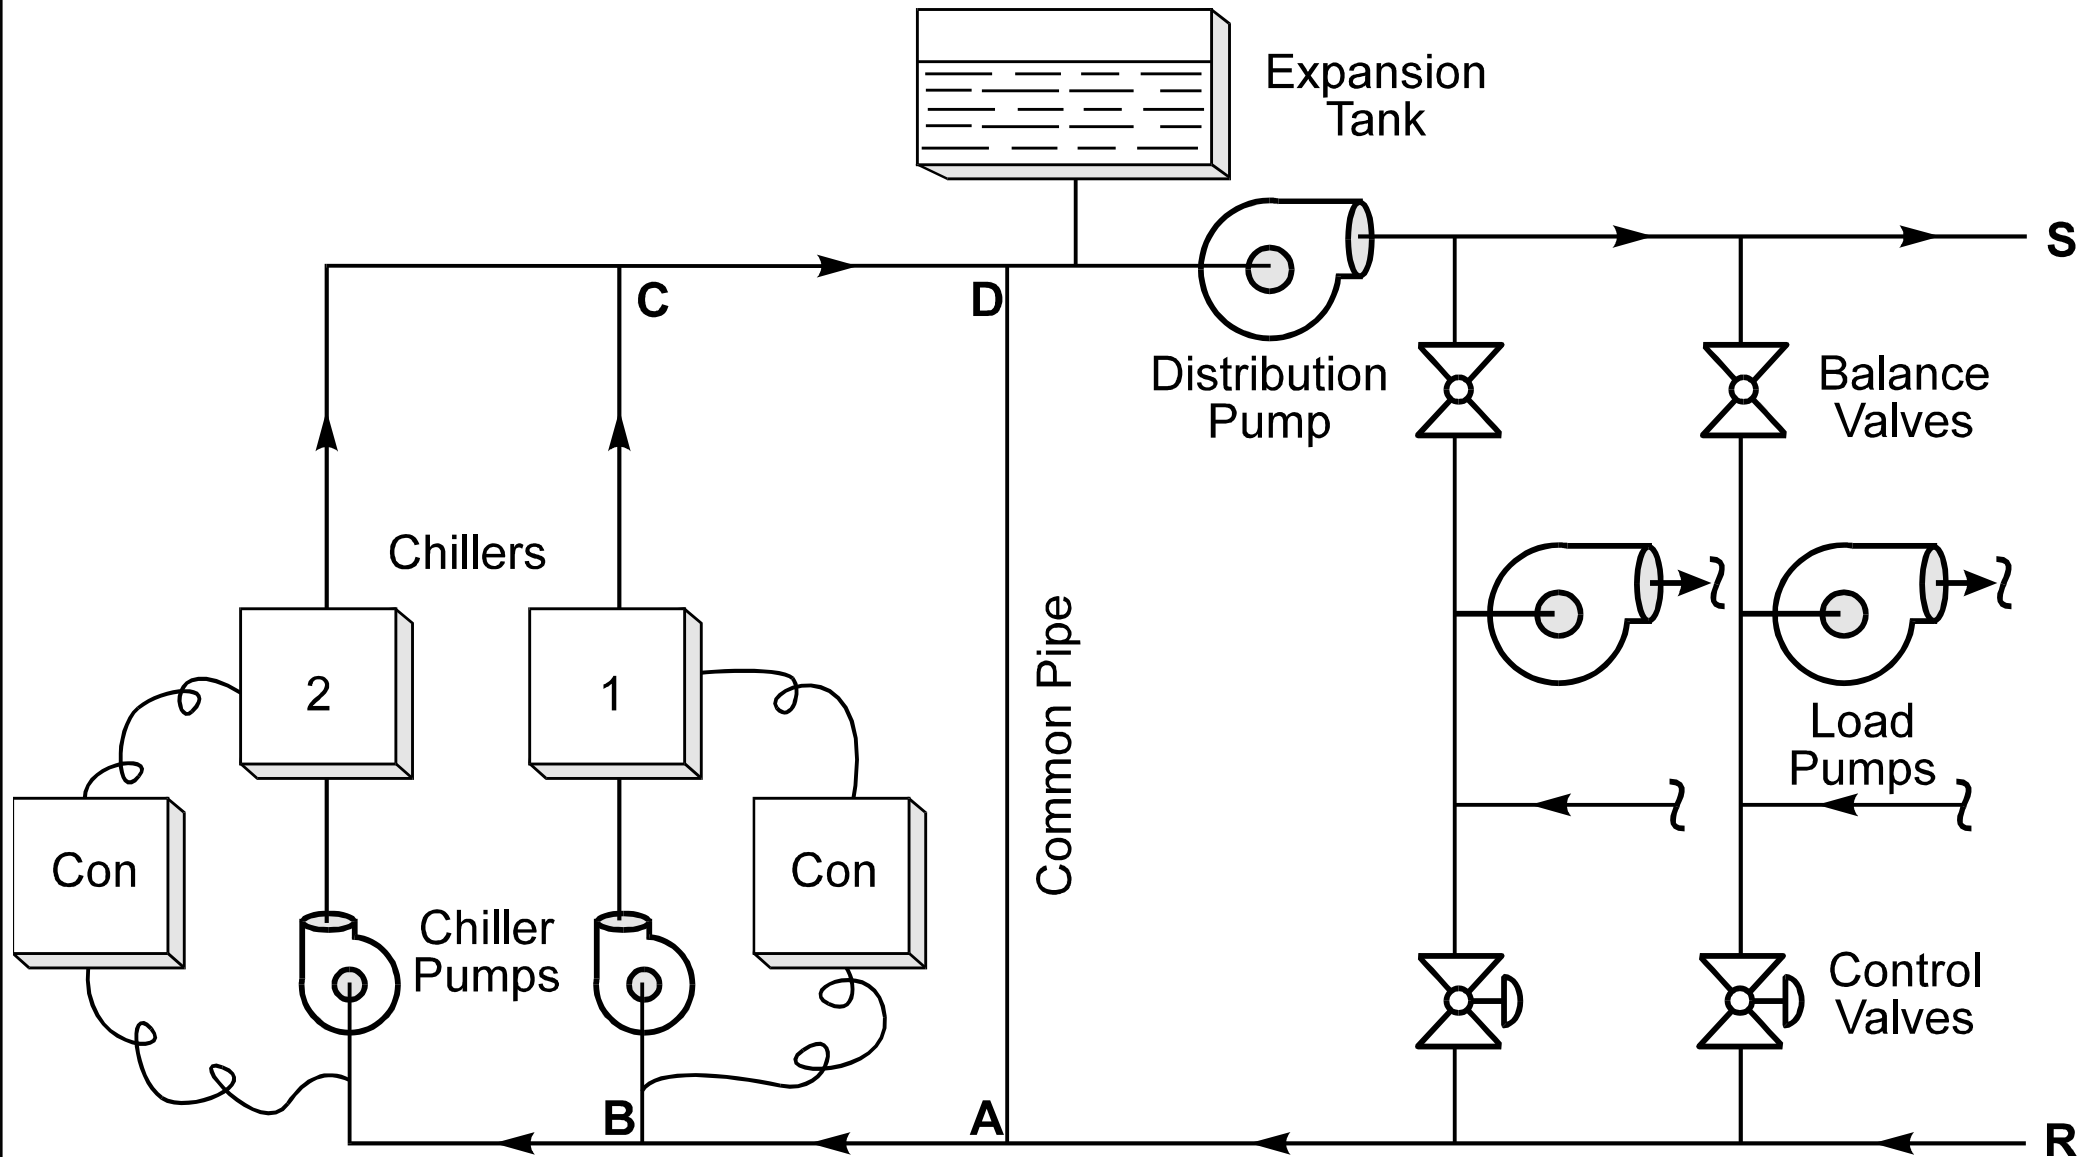 Expansion
Tank
S
C
D
Distribution
Pump
Balance
Valves
Chillers
Common Pipe
2
1
Load
Pumps
Con
Con
Chiller
Pumps
Control
Valves
B
A
R